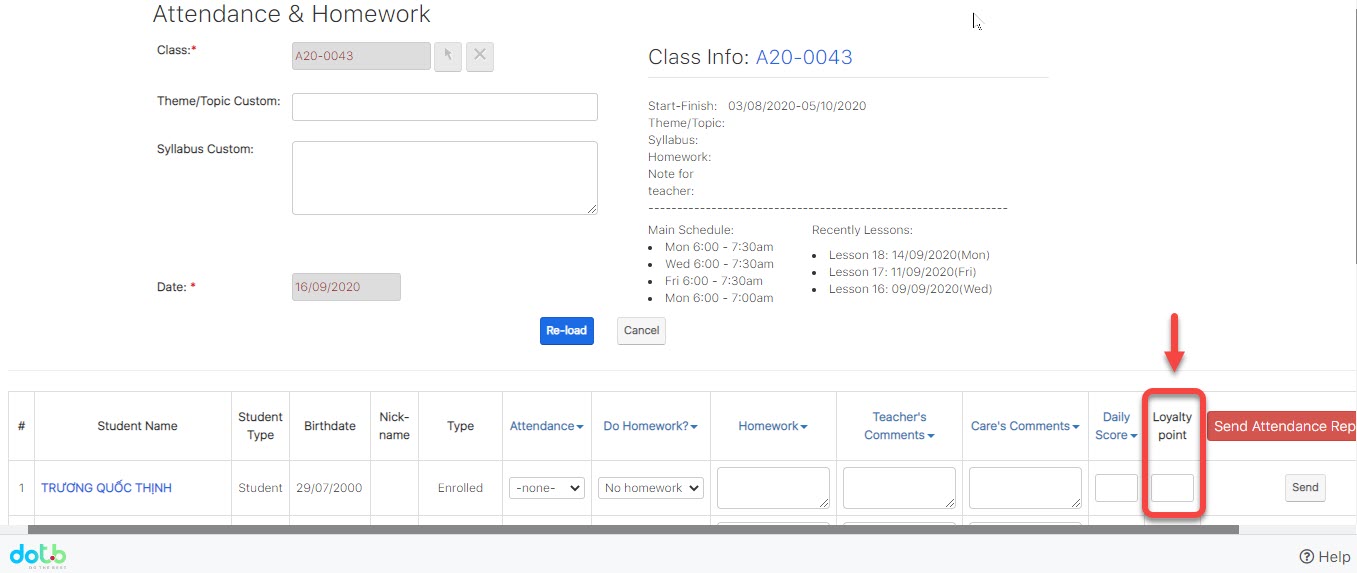 Attendance & Homework
Class:*
A20-0043
Theme/Topic Custom:
Syllabus Custom:
Date: *
16/09/2020
Class Info: A20-0043
Start-Finish: 03/08/2020-05/10/2020
Theme/Topic:
Syllabus:
Homework:
Note for
teacher:
Main Schedule:
Mon 6:00 - 7:30am
Wed 6:00 - 7:30am
Fri 6:00 - 7:30am
Mon 6:00 - 7:00am
Recently Lessons:
Lesson 18: 14/09/2020(Mon)
Lesson 17: 11/09/2020(Fri)
Lesson 16: 09/09/2020(Wed)
Re-load
Cancel
#
Student Name
Student
Type
Birthdate
Nick-
name
Type
Attendance
Do Homework?
Homework
Teacher's
Comments
Care's Comments
Daily
Score
Loyalty
point
Send Attendance Rep
1
TRƯƠNG QUỐC THỊNH
Student
29/07/2000
Enrolled
-none-
No homework
Send
dotb
DO THE BEST
Help